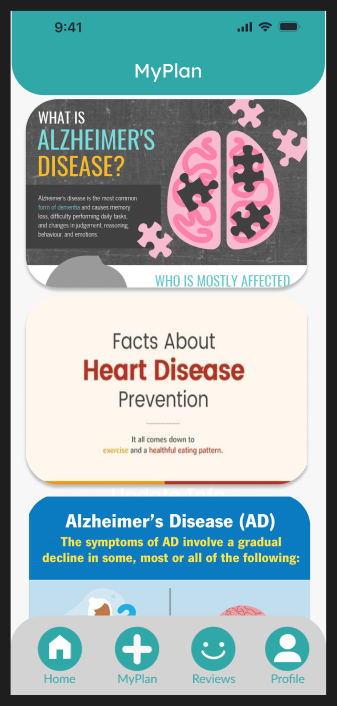 9:41
MyPlan
WHAT IS
ALZHEIMER'S
DISEASE?
Alzheimer's disease is the most common
form of dementia and causes memory
loss, difficulty performing daily tasks,
and changes in judgement, reasoning,
behaviour, and emotions.
WHO IS MOSTLY AFFECTED
Facts About
Heart Disease
Prevention
It all comes down to
exercise and a healthful eating pattern.
Update Info
Alzheimer's Disease (AD)
The symptoms of AD involve a gradual
decline in some, most or all of the following:
Home MyPlan Reviews Profile